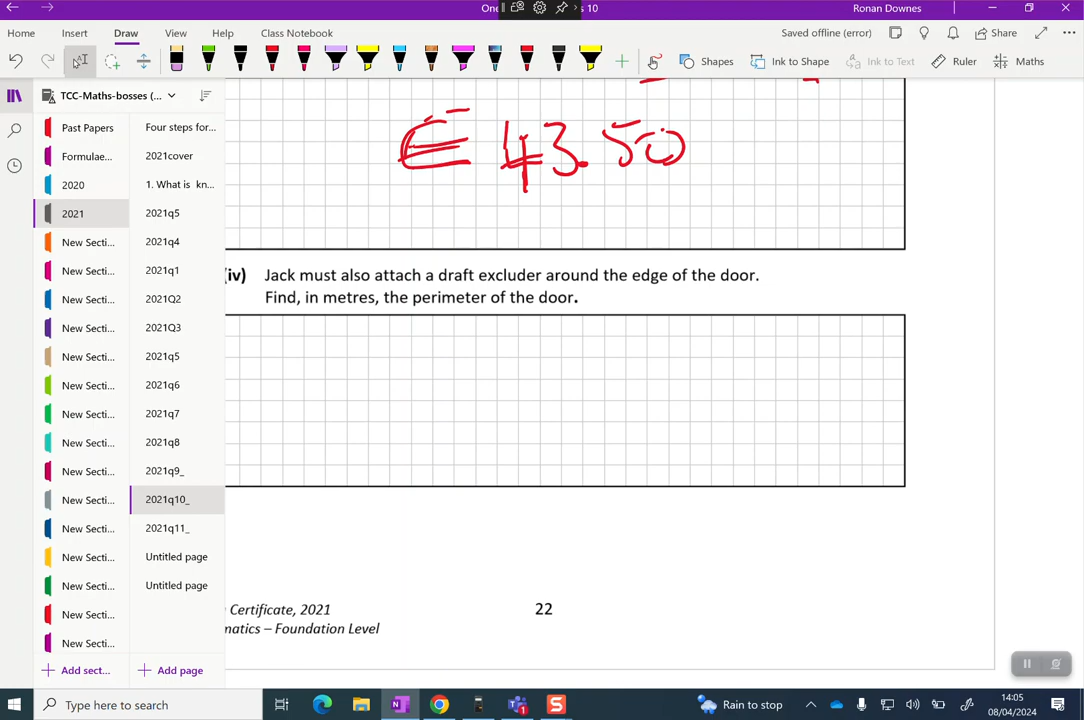 One
s 10
Ronan Downes
Home
Insert
Draw
View
Help
Class Notebook
Saved offline (error)
Share
Shapes
Ink to Shape
Ink to Text
Ruler
Maths
TCC-Maths-bosses (...
Past Papers
Four steps for...
Formulae...
2021cover
2020
1. What is kn...
2021
2021q5
New Secti...
2021q4
New Secti...
2021q1
New Secti...
2021Q2
New Secti...
2021Q3
New Secti...
2021q5
New Secti...
2021q6
New Secti...
2021q7
New Secti...
2021q8
New Secti...
2021q9_
New Secti...
2021q10_
New Secti...
2021q11_
New Secti...
Untitled page
New Secti...
Untitled page
New Secti...
New Secti...
Add sect...
Add page
€ 43.50
(iv) Jack must also attach a draft excluder around the edge of the door.
Find, in metres, the perimeter of the door.
Certificate, 2021
22
matics – Foundation Level
Type here to search
Rain to stop
14:05
08/04/2024